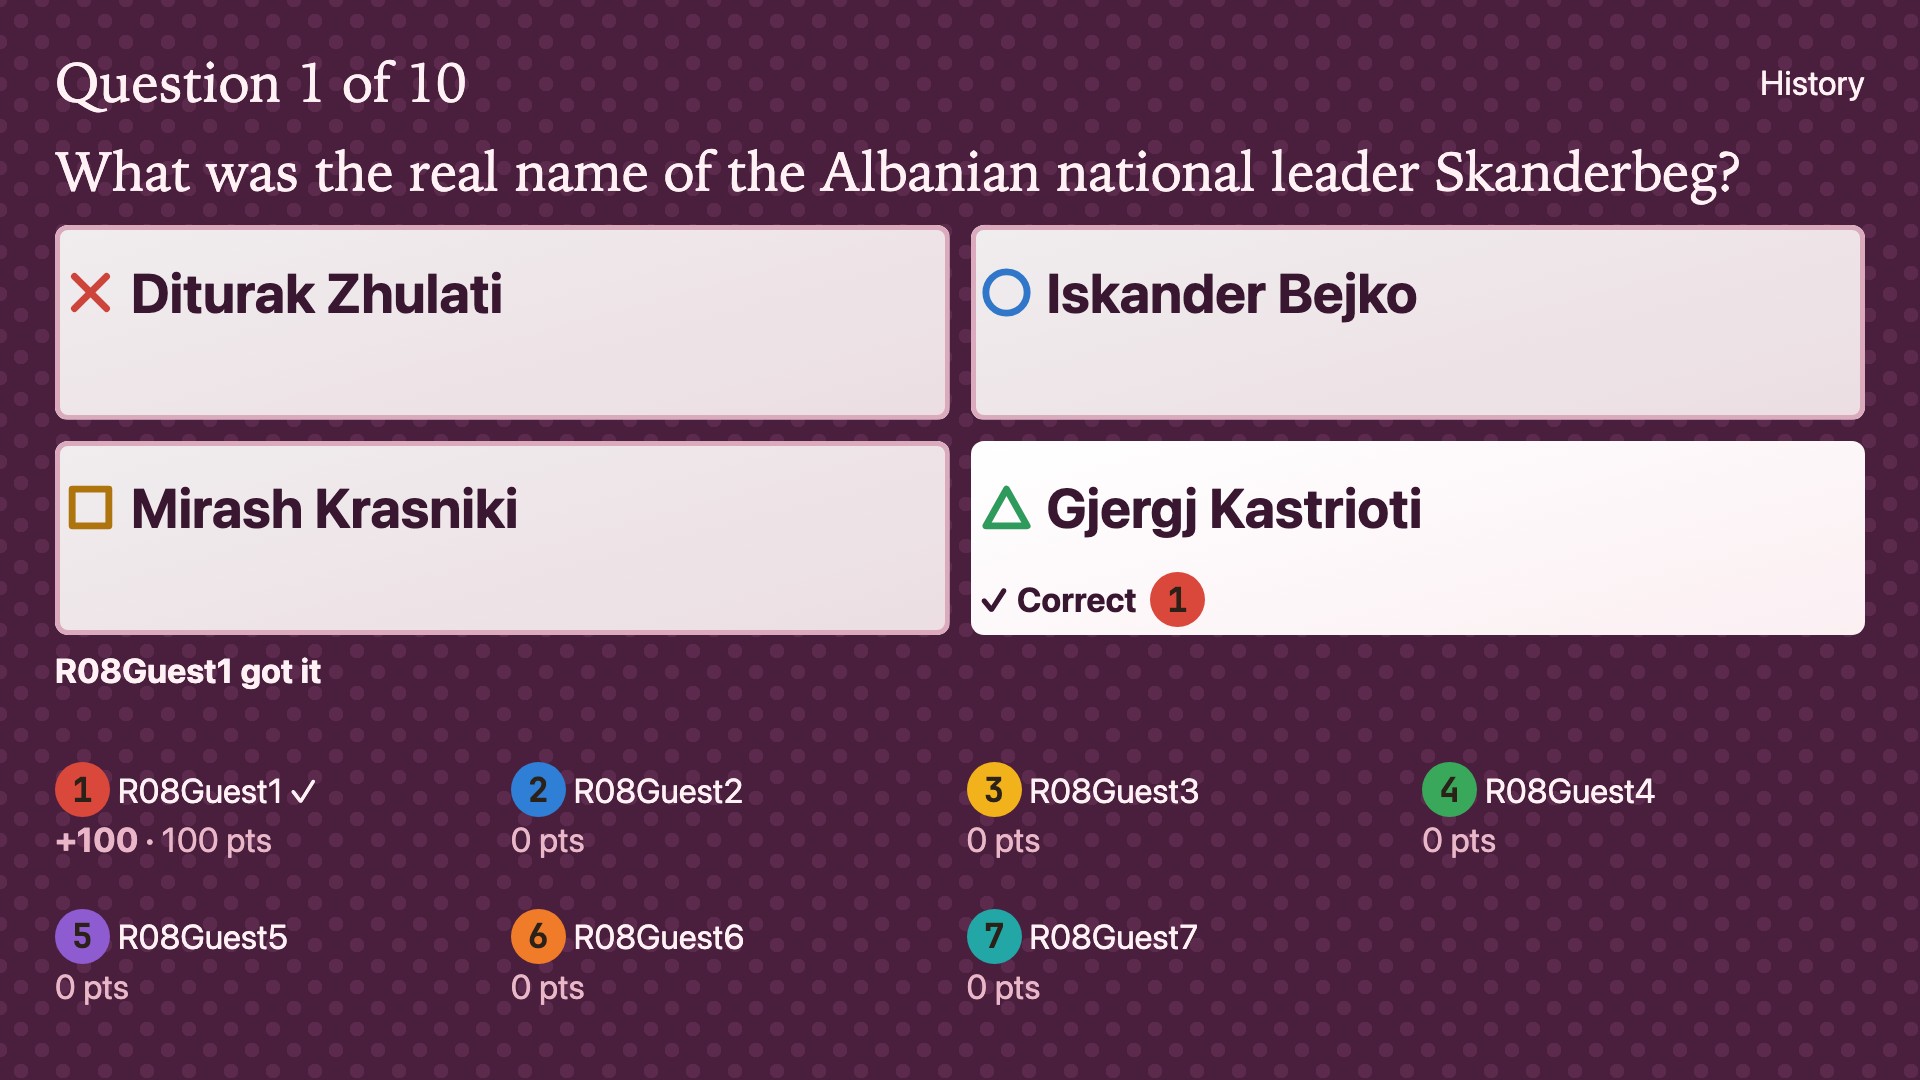 Question 1 of 10
History
What was the real name of the Albanian national leader Skanderbeg?
Diturak Zhulati
Iskander Bejko
Mirash Krasniki
Gjergj Kastrioti
✓ Correct 1
R08Guest1 got it
1 R08Guest1 ✓
+100 · 100 pts
2 R08Guest2
0 pts
3 R08Guest3
0 pts
4 R08Guest4
0 pts
5 R08Guest5
0 pts
6 R08Guest6
0 pts
7 R08Guest7
0 pts